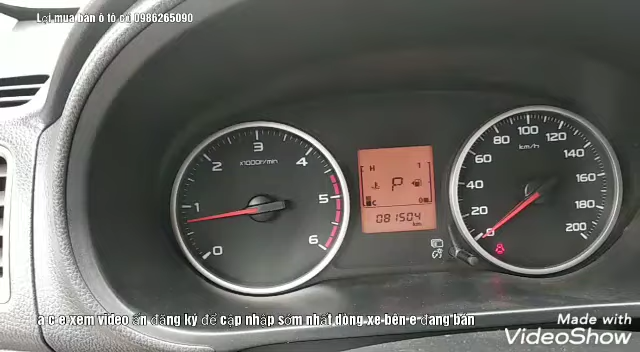 Lợi mua bán ô tô cũ 0986265090
3
2
x1000r/min
4
1
5
0
6
H
1
P
C
0
081504
km
80
100
120
60
km/h
140
40
160
20
180
0
200
a c e xem video ấn đăng ký để cập nhập sớm nhất dòng xe bên e đang bán
Made with
VideoShow